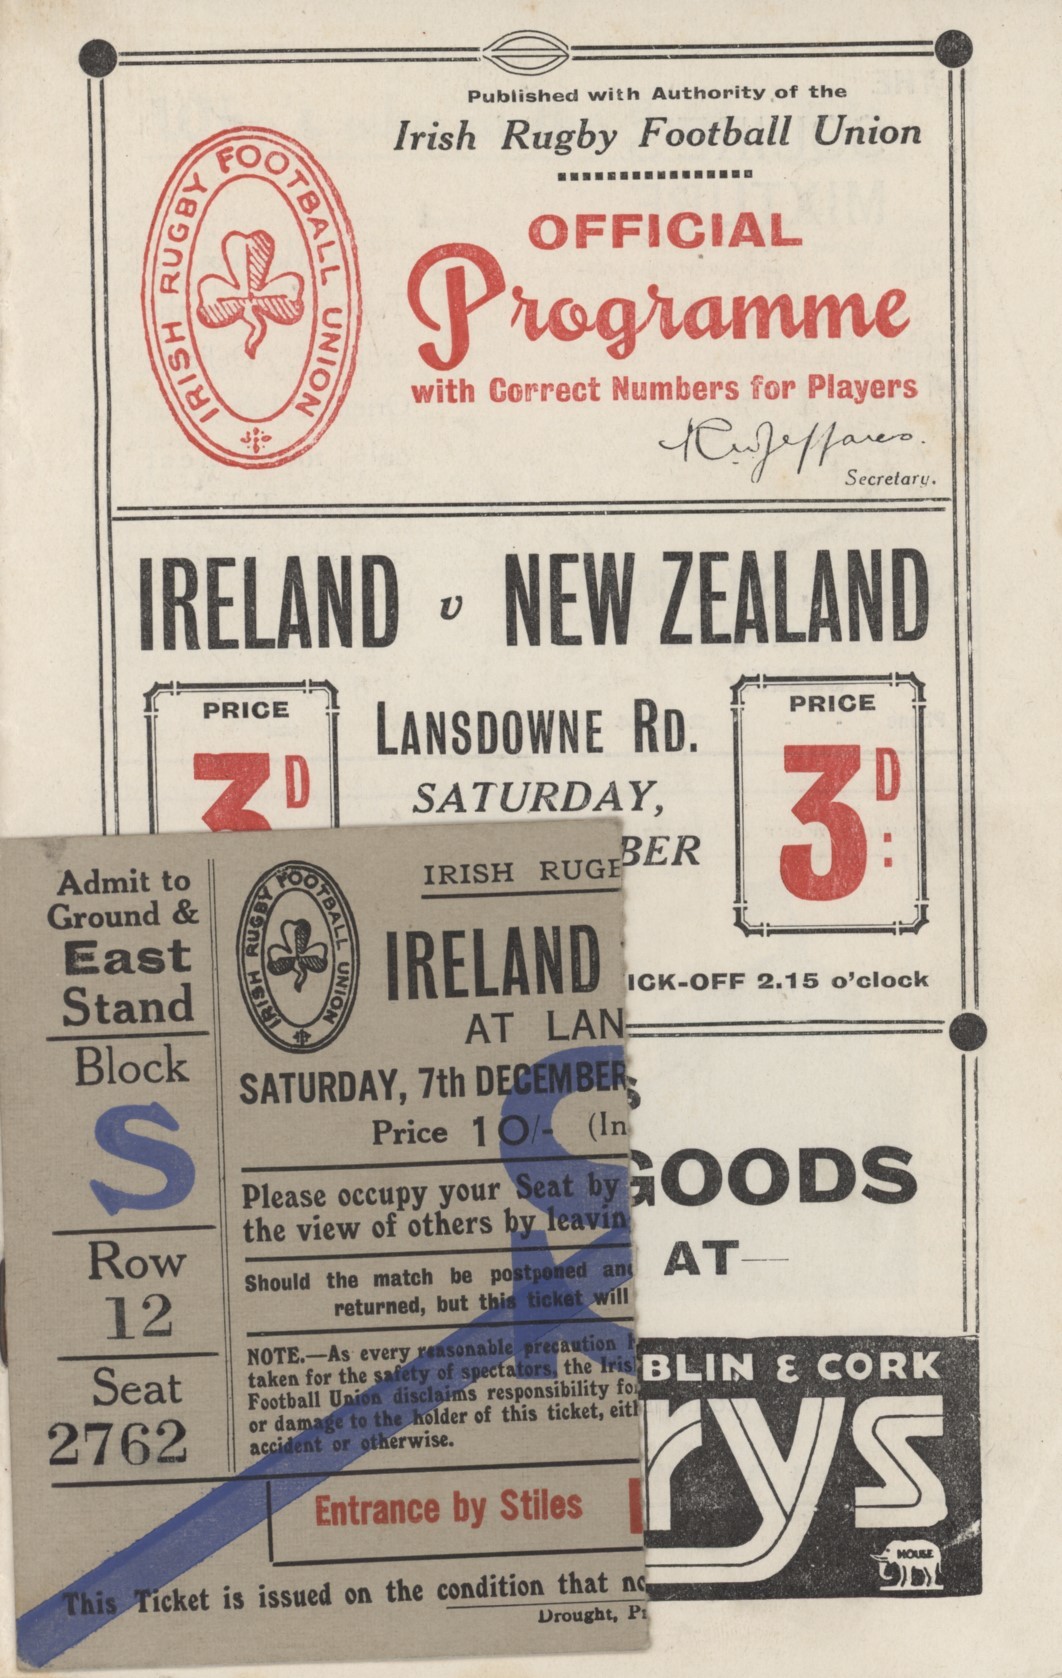 Published with Authority of the
Irish Rugby Football Union
IRISH RUGBY FOOTBALL UNION
OFFICIAL
Programme
with Correct Numbers for Players
Secretary.
IRELAND v NEW ZEALAND
PRICE
3D
LANSDOWNE RD.
SATURDAY,
BER
PRICE
3D:
ICK-OFF 2.15 o'clock
GOODS
AT—
BLIN & CORK
rys
HOUSE
Admit to
Ground &
East
Stand
Block
S
Row
12
Seat
2762
IRISH RUGBY FOOTBALL UNION
IRISH RUGB
IRELAND
AT LAN
SATURDAY, 7th DECEMBER
Price 10/- (In
Please occupy your Seat by
the view of others by leavin
Should the match be postponed and
returned, but this ticket will
NOTE.—As every reasonable precaution h
taken for the safety of spectators, the Iris
Football Union disclaims responsibility fo
or damage to the holder of this ticket, eith
accident or otherwise.
Entrance by Stiles
This Ticket is issued on the condition that no
Drought, Pr